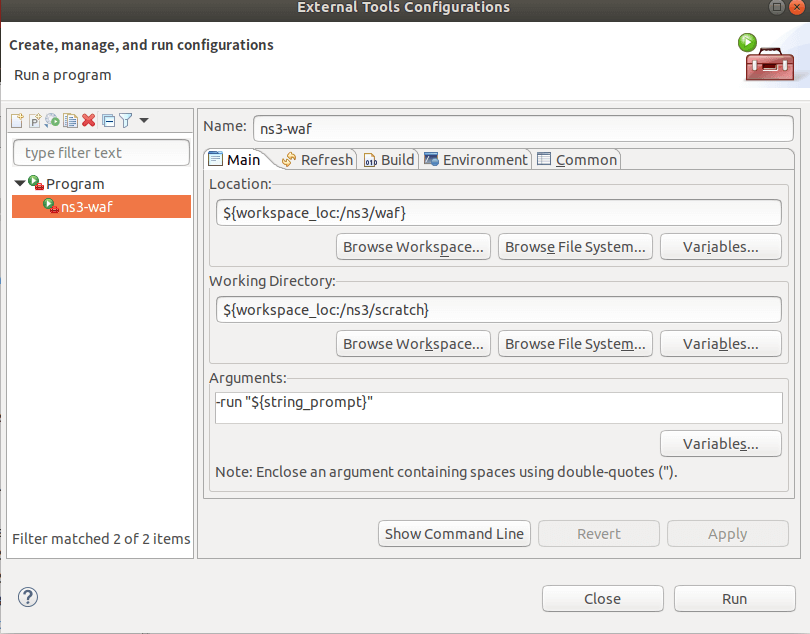 External Tools Configurations
Create, manage, and run configurations
Run a program
type filter text
Program
ns3-waf
Filter matched 2 of 2 items
Name: ns3-waf
Main Refresh Build Environment Common
Location:
${workspace_loc:/ns3/waf}
Browse Workspace... Browse File System... Variables...
Working Directory:
${workspace_loc:/ns3/scratch}
Browse Workspace... Browse File System... Variables...
Arguments:
-run "${string_prompt}"
Variables...
Note: Enclose an argument containing spaces using double-quotes (").
Show Command Line Revert Apply
Close Run